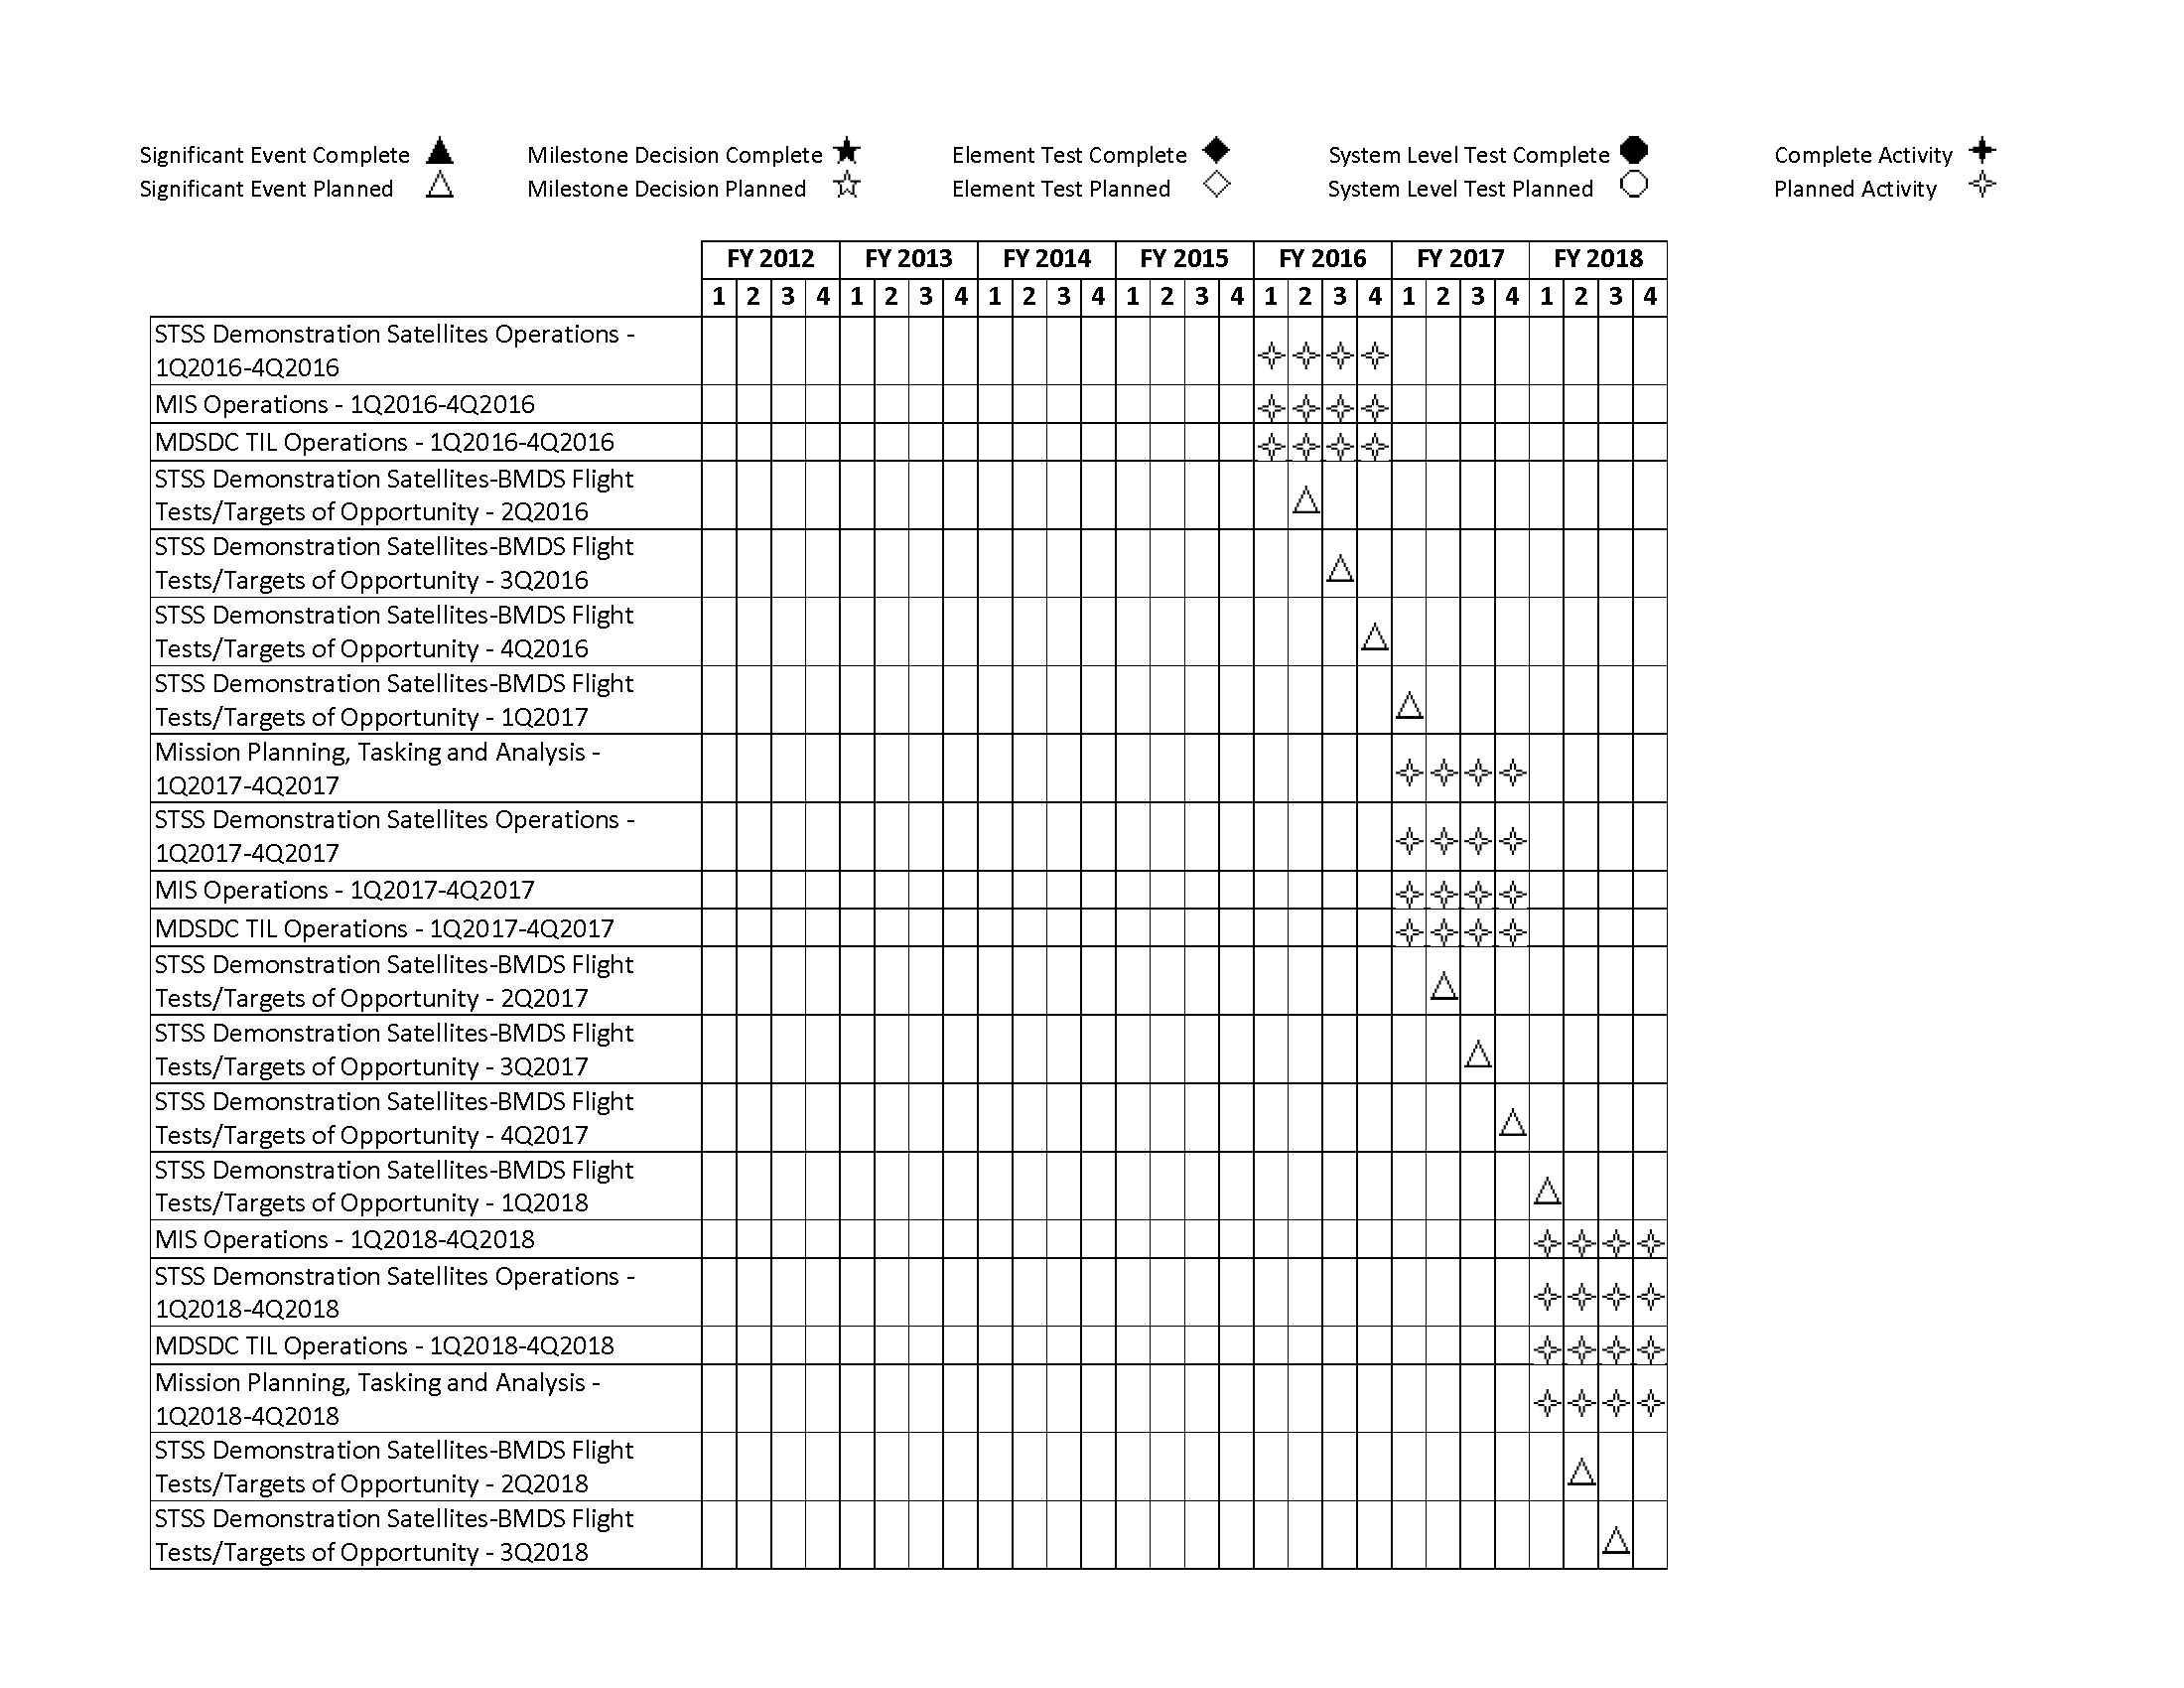 Significant Event Complete
Milestone Decision Complete
Element Test Complete
System Level Test Complete
Complete Activity
Significant Event Planned
Milestone Decision Planned
Element Test Planned
System Level Test Planned
Planned Activity
FY 2012 FY 2013 FY 2014 FY 2015 FY 2016 FY 2017 FY 2018
1 2 3 4 1 2 3 4 1 2 3 4 1 2 3 4 1 2 3 4 1 2 3 4 1 2 3 4
STSS Demonstration Satellites Operations -
1Q2016-4Q2016
MIS Operations - 1Q2016-4Q2016
MDSDC TIL Operations - 1Q2016-4Q2016
STSS Demonstration Satellites-BMDS Flight
Tests/Targets of Opportunity - 2Q2016
STSS Demonstration Satellites-BMDS Flight
Tests/Targets of Opportunity - 3Q2016
STSS Demonstration Satellites-BMDS Flight
Tests/Targets of Opportunity - 4Q2016
STSS Demonstration Satellites-BMDS Flight
Tests/Targets of Opportunity - 1Q2017
Mission Planning, Tasking and Analysis -
1Q2017-4Q2017
STSS Demonstration Satellites Operations -
1Q2017-4Q2017
MIS Operations - 1Q2017-4Q2017
MDSDC TIL Operations - 1Q2017-4Q2017
STSS Demonstration Satellites-BMDS Flight
Tests/Targets of Opportunity - 2Q2017
STSS Demonstration Satellites-BMDS Flight
Tests/Targets of Opportunity - 3Q2017
STSS Demonstration Satellites-BMDS Flight
Tests/Targets of Opportunity - 4Q2017
STSS Demonstration Satellites-BMDS Flight
Tests/Targets of Opportunity - 1Q2018
MIS Operations - 1Q2018-4Q2018
STSS Demonstration Satellites Operations -
1Q2018-4Q2018
MDSDC TIL Operations - 1Q2018-4Q2018
Mission Planning, Tasking and Analysis -
1Q2018-4Q2018
STSS Demonstration Satellites-BMDS Flight
Tests/Targets of Opportunity - 2Q2018
STSS Demonstration Satellites-BMDS Flight
Tests/Targets of Opportunity - 3Q2018